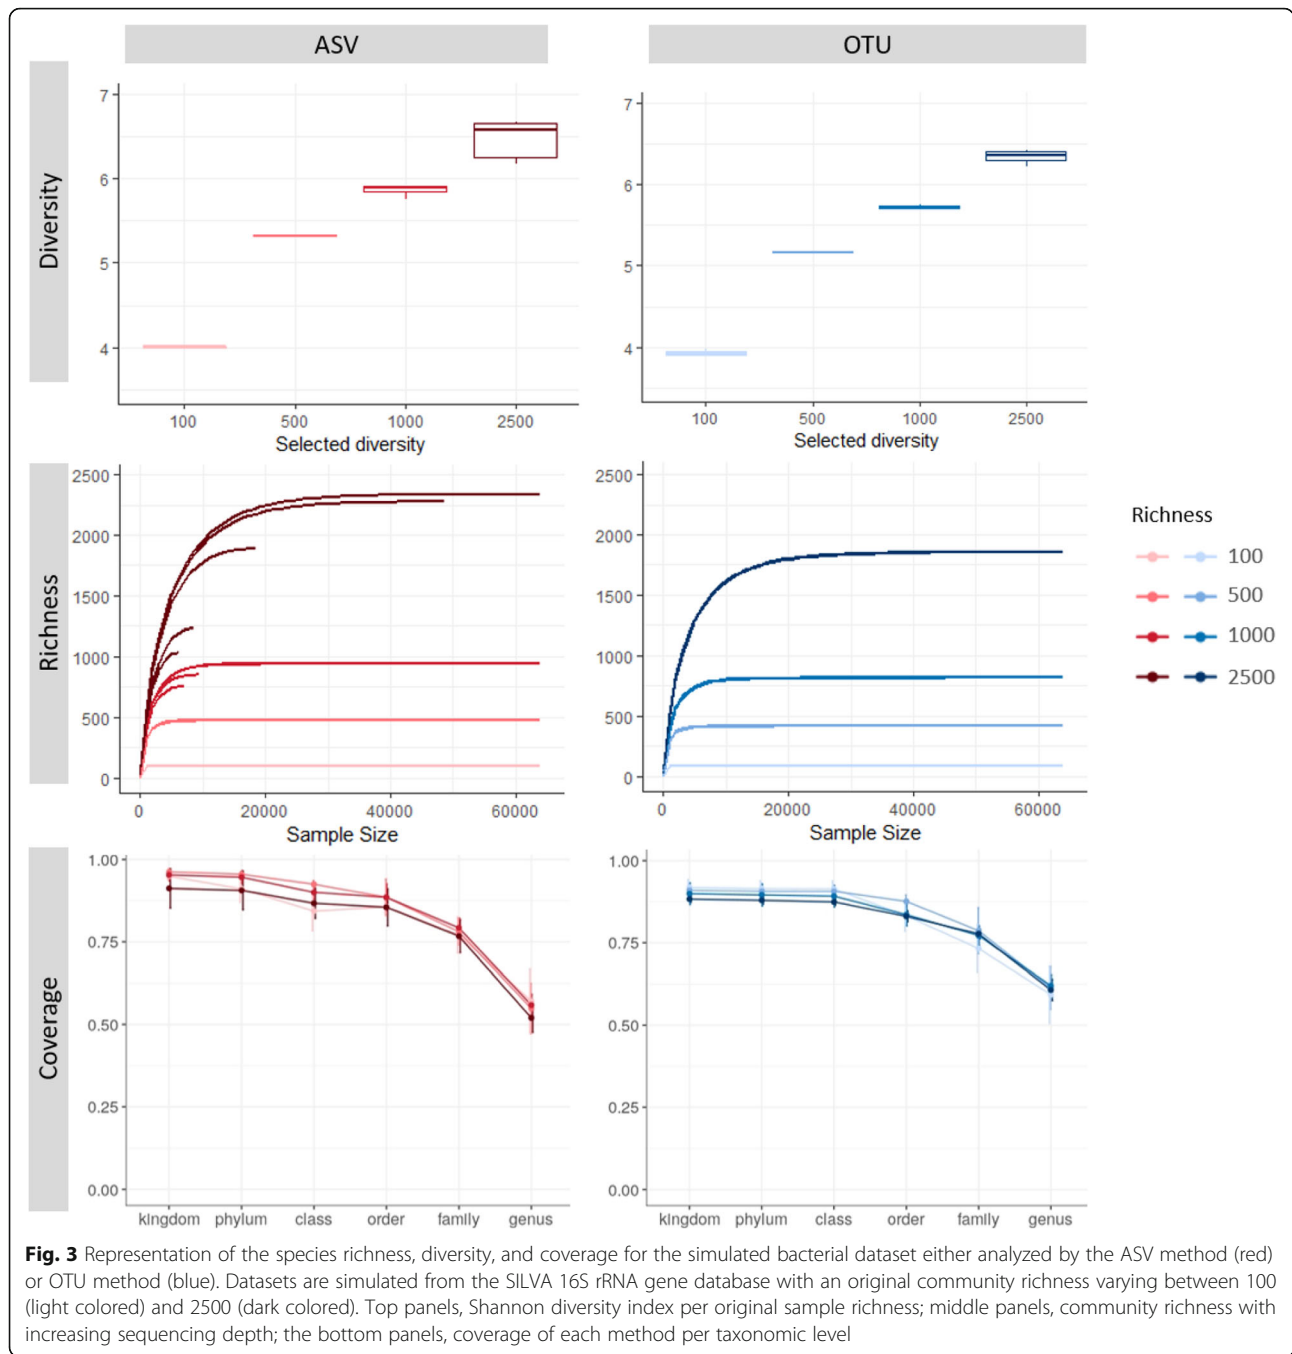 ASV
OTU
Diversity
7
6
5
4
100 500 1000 2500
Selected diversity
7
6
5
4
100 500 1000 2500
Selected diversity
Richness
2500
2000
1500
1000
500
0
0 20000 40000 60000
Sample Size
2500
2000
1500
1000
500
0
0 20000 40000 60000
Sample Size
Richness
100
500
1000
2500
Coverage
1.00
0.75
0.50
0.25
0.00
kingdom phylum class order family genus
1.00
0.75
0.50
0.25
0.00
kingdom phylum class order family genus
Fig. 3 Representation of the species richness, diversity, and coverage for the simulated bacterial dataset either analyzed by the ASV method (red)
or OTU method (blue). Datasets are simulated from the SILVA 16S rRNA gene database with an original community richness varying between 100
(light colored) and 2500 (dark colored). Top panels, Shannon diversity index per original sample richness; middle panels, community richness with
increasing sequencing depth; the bottom panels, coverage of each method per taxonomic level